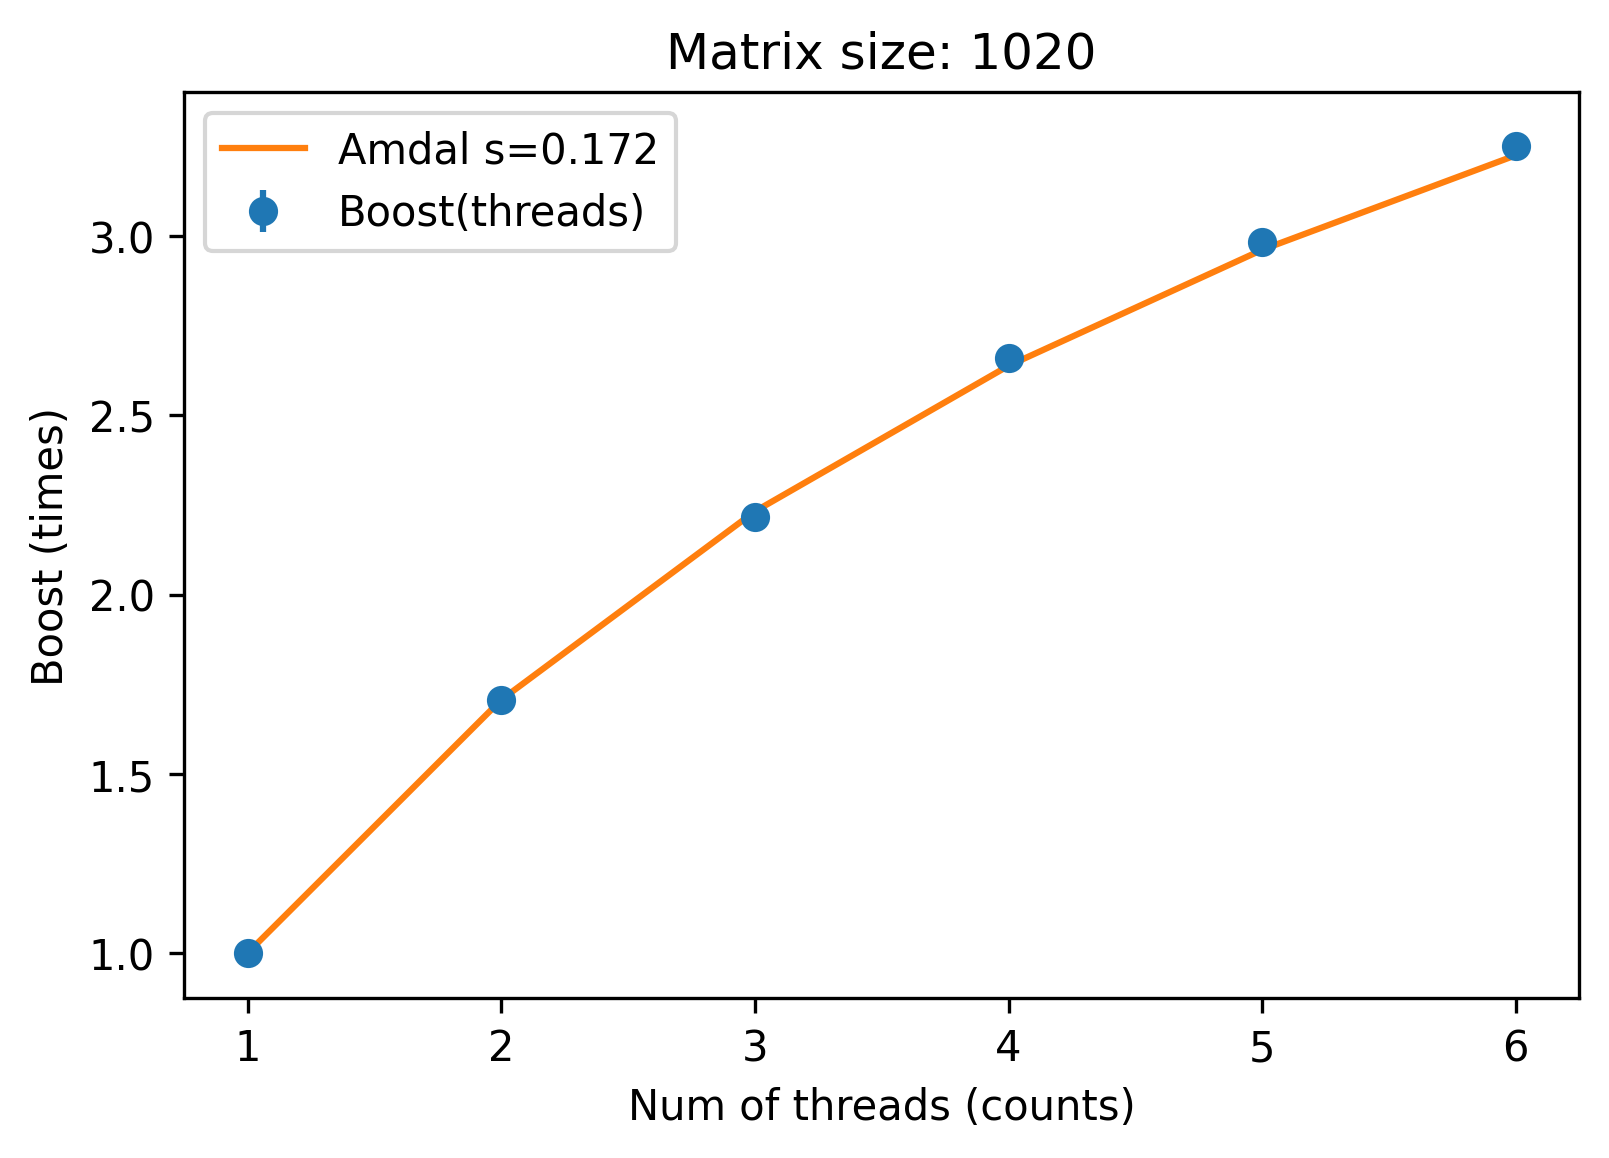 Matrix size: 1020
Amdal s=0.172
Boost(threads)
3.0
2.5
2.0
1.5
1.0
Boost (times)
1 2 3 4 5 6
Num of threads (counts)